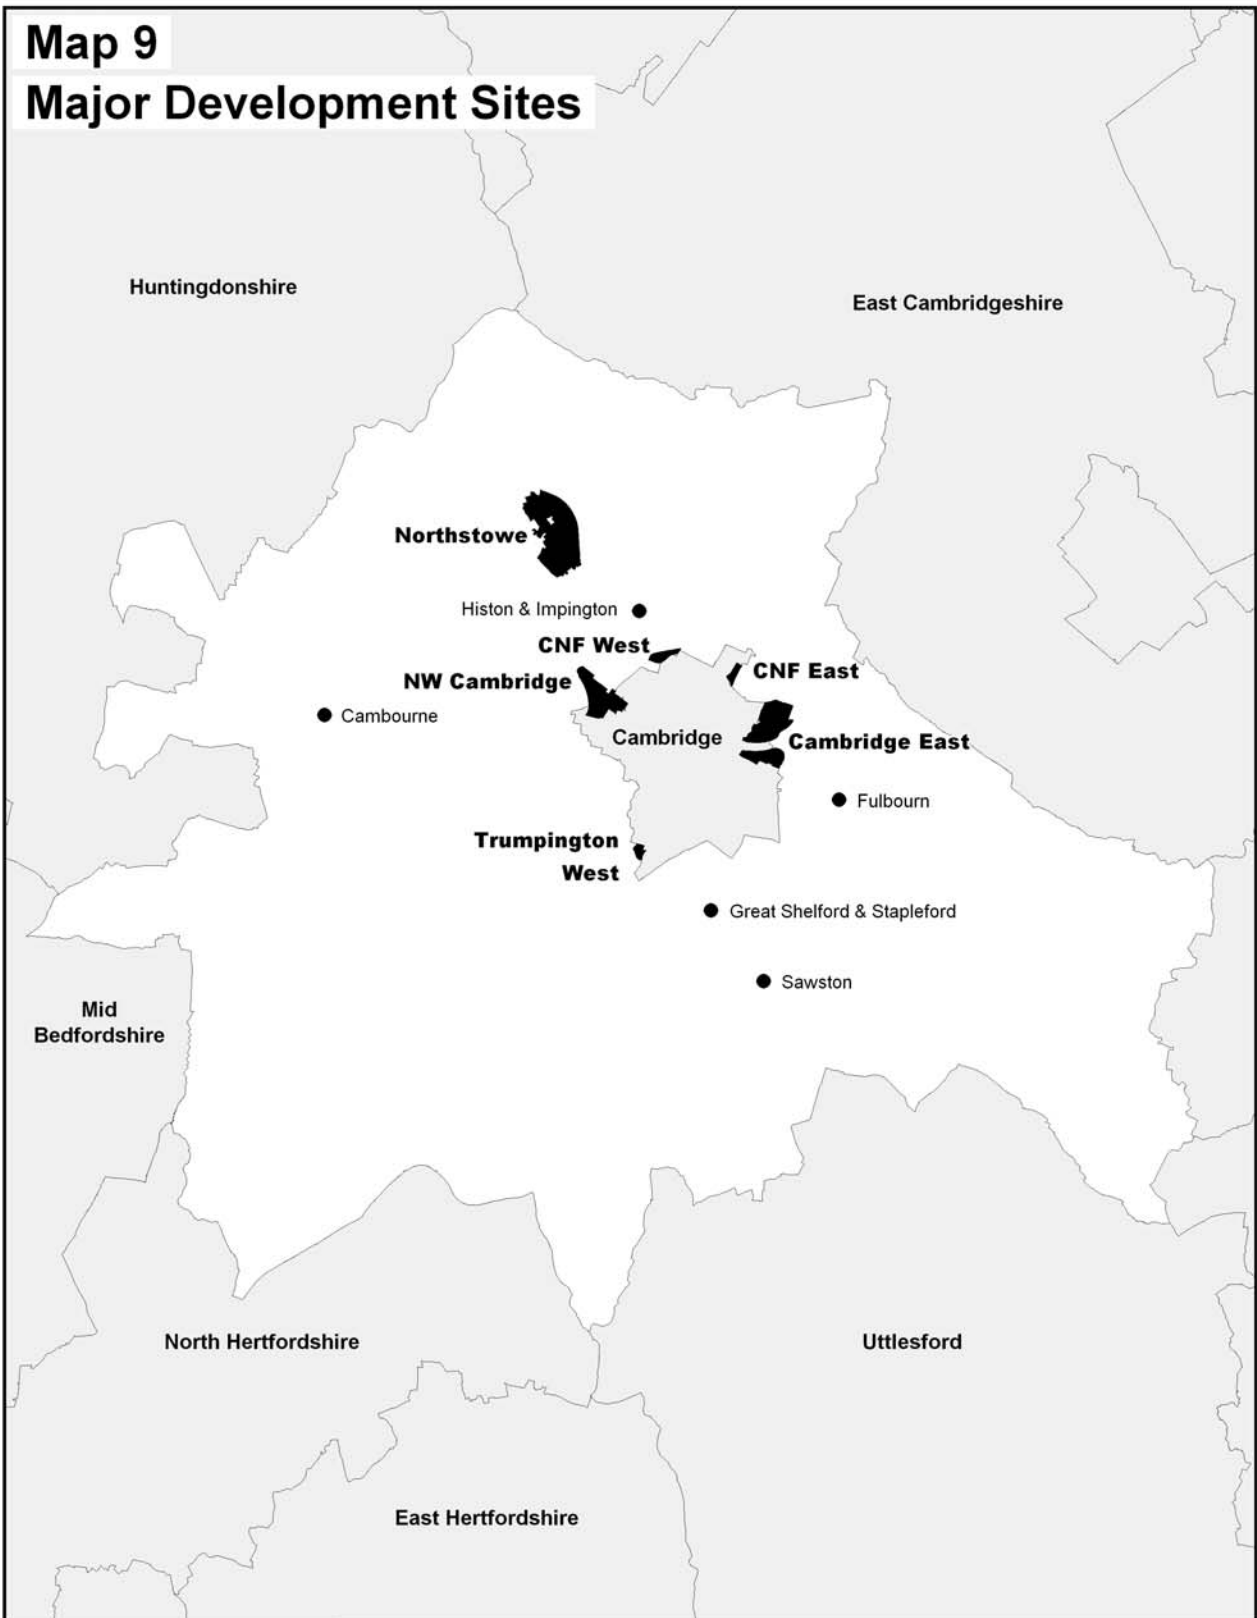 Map 9
Major Development Sites
Huntingdonshire
East Cambridgeshire
Northstowe
Histon & Impington
CNF West
CNF East
NW Cambridge
Cambourne
Cambridge
Cambridge East
Fulbourn
Trumpington
West
Great Shelford & Stapleford
Sawston
Mid
Bedfordshire
North Hertfordshire
Uttlesford
East Hertfordshire